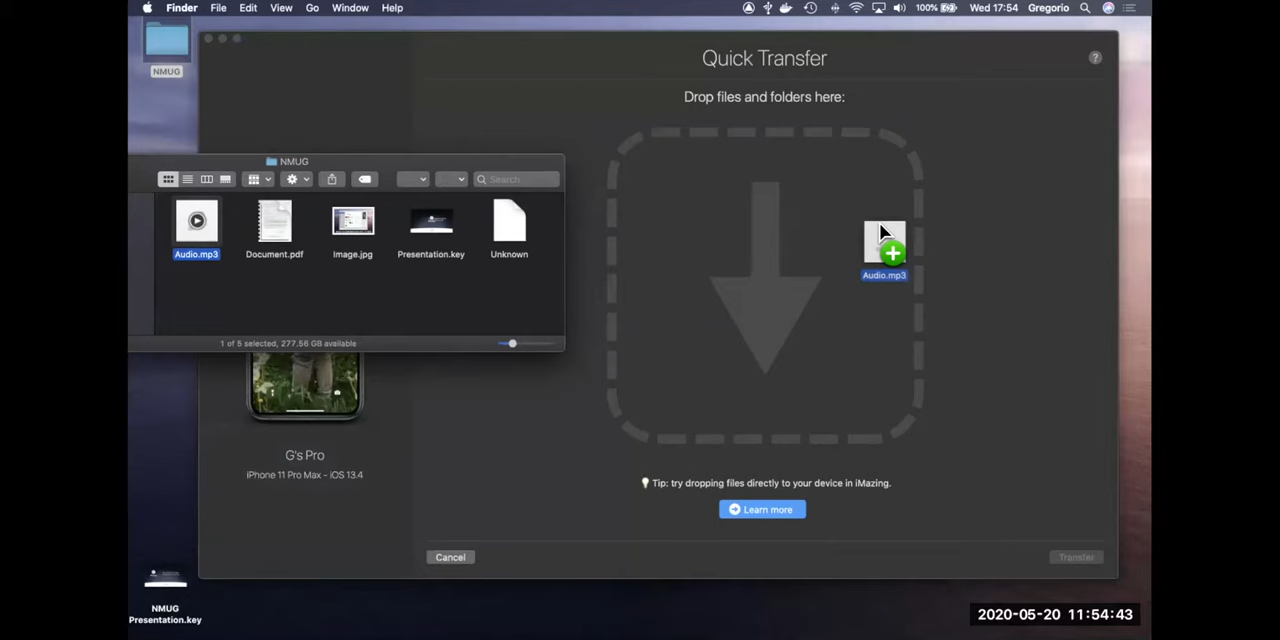 Finder File Edit View Go Window Help 100% Wed 17:54 Gregorio
NMUG
Quick Transfer
?
Drop files and folders here:
NMUG
Search
Audio.mp3 Document.pdf Image.jpg Presentation.key Unknown
Audio.mp3
1 of 5 selected, 277.56 GB available
G's Pro
iPhone 11 Pro Max - iOS 13.4
Tip: try dropping files directly to your device in iMazing.
Learn more
Cancel Transfer
NMUG
Presentation.key
2020-05-20 11:54:43